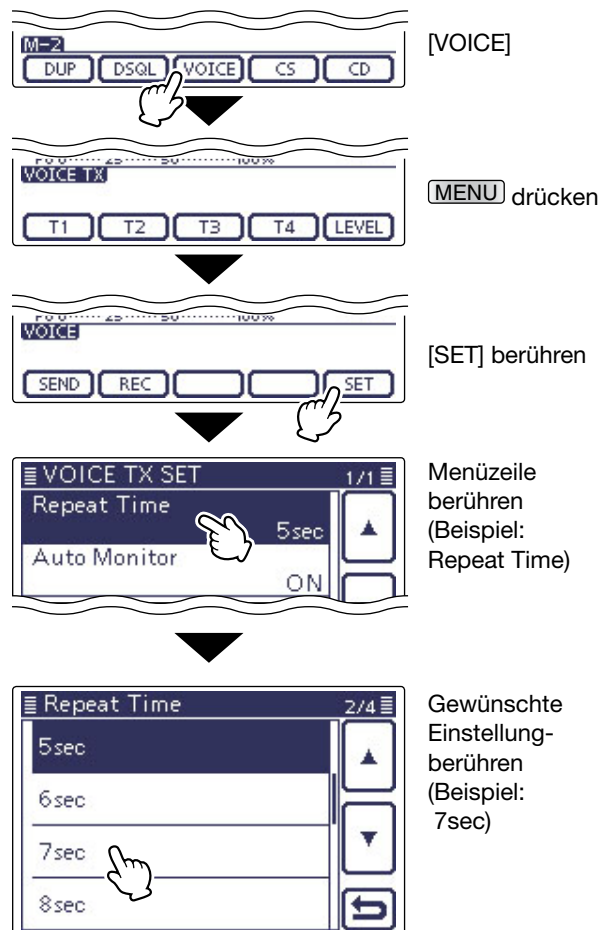 M-2
DUP DSQL VOICE CS CD
[VOICE]
VOICE TX
T1 T2 T3 T4 LEVEL
MENU drücken
VOICE
SEND REC SET
[SET] berühren
VOICE TX SET 1/1
Repeat Time
5sec
Auto Monitor
ON
Menüzeile
berühren
(Beispiel:
Repeat Time)
Repeat Time 2/4
5sec
6sec
7sec
8sec
Gewünschte
Einstellung-
berühren
(Beispiel:
7sec)